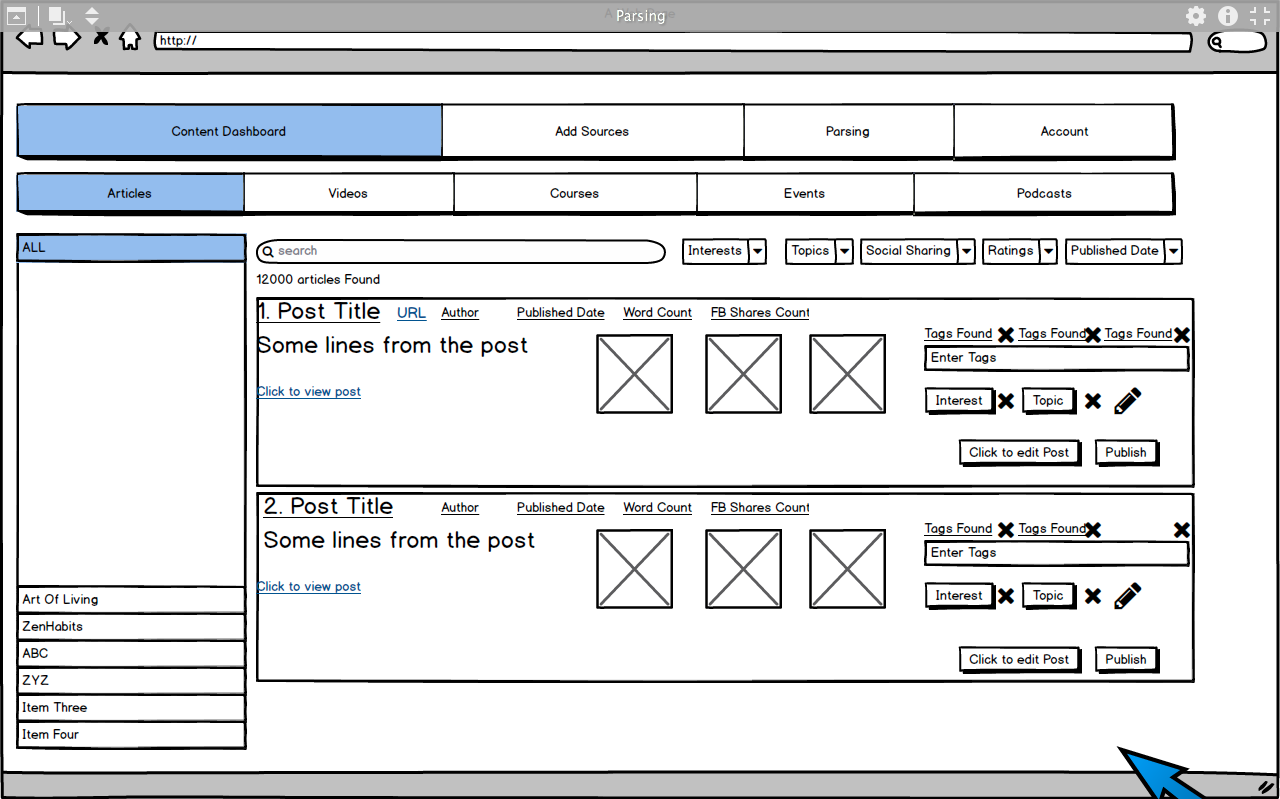 Parsing
http://
Content Dashboard Add Sources Parsing Account
Articles Videos Courses Events Podcasts
ALL
search Interests Topics Social Sharing Ratings Published Date
12000 articles Found
1. Post Title URL Author Published Date Word Count FB Shares Count
Tags Found Tags Found Tags Found
Some lines from the post
Enter Tags
Click to view post
Interest Topic
Click to edit Post Publish
2. Post Title Author Published Date Word Count FB Shares Count
Tags Found Tags Found
Some lines from the post
Enter Tags
Click to view post
Interest Topic
Click to edit Post Publish
Art Of Living
ZenHabits
ABC
ZYZ
Item Three
Item Four